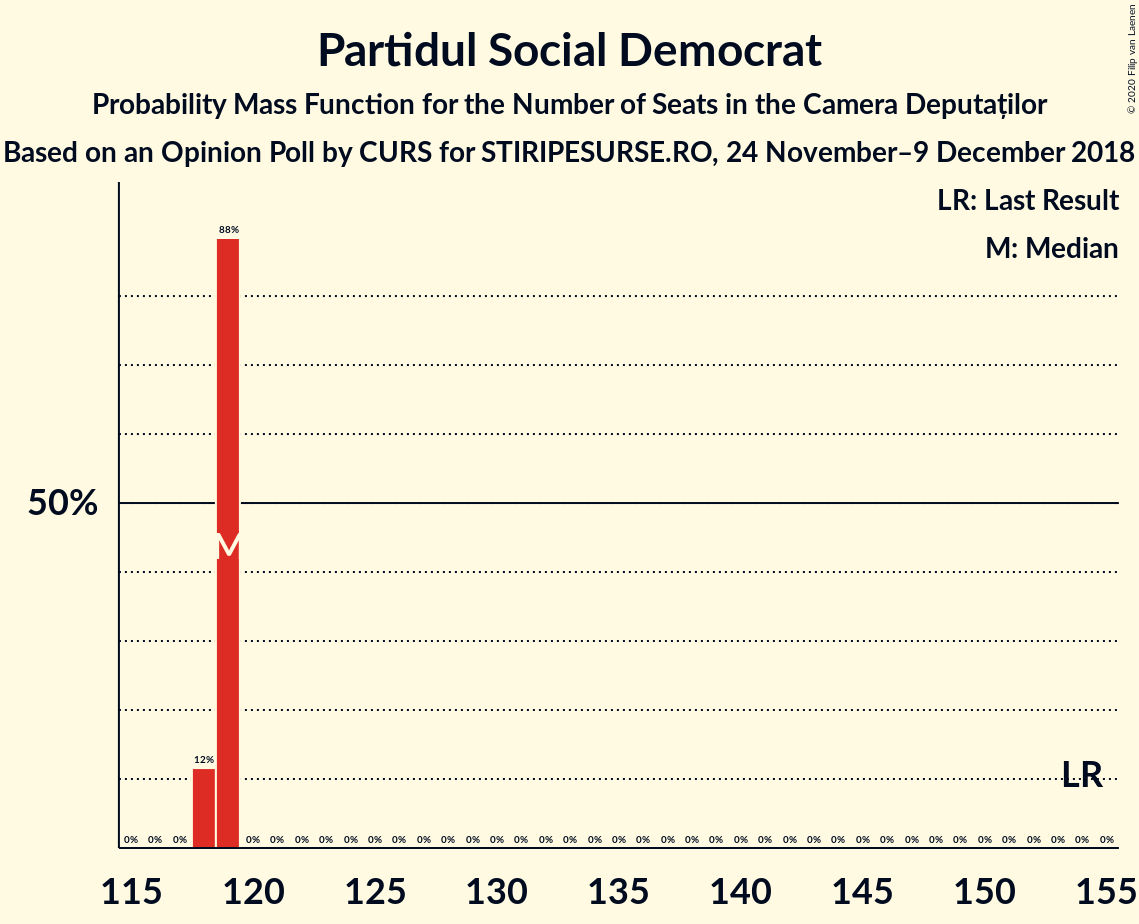 Partidul Social Democrat
Probability Mass Function for the Number of Seats in the Camera Deputaților
Based on an Opinion Poll by CURS for STIRIPESURSE.RO, 24 November–9 December 2018
© 2020 Filip van Laenen
LR: Last Result
M: Median
88%
50%
M
12%
LR
0% 0% 0% 0% 0% 0% 0% 0% 0% 0% 0% 0% 0% 0% 0% 0% 0% 0% 0% 0% 0% 0% 0% 0% 0% 0% 0% 0% 0% 0% 0% 0% 0% 0% 0% 0% 0% 0% 0%
115 120 125 130 135 140 145 150 155